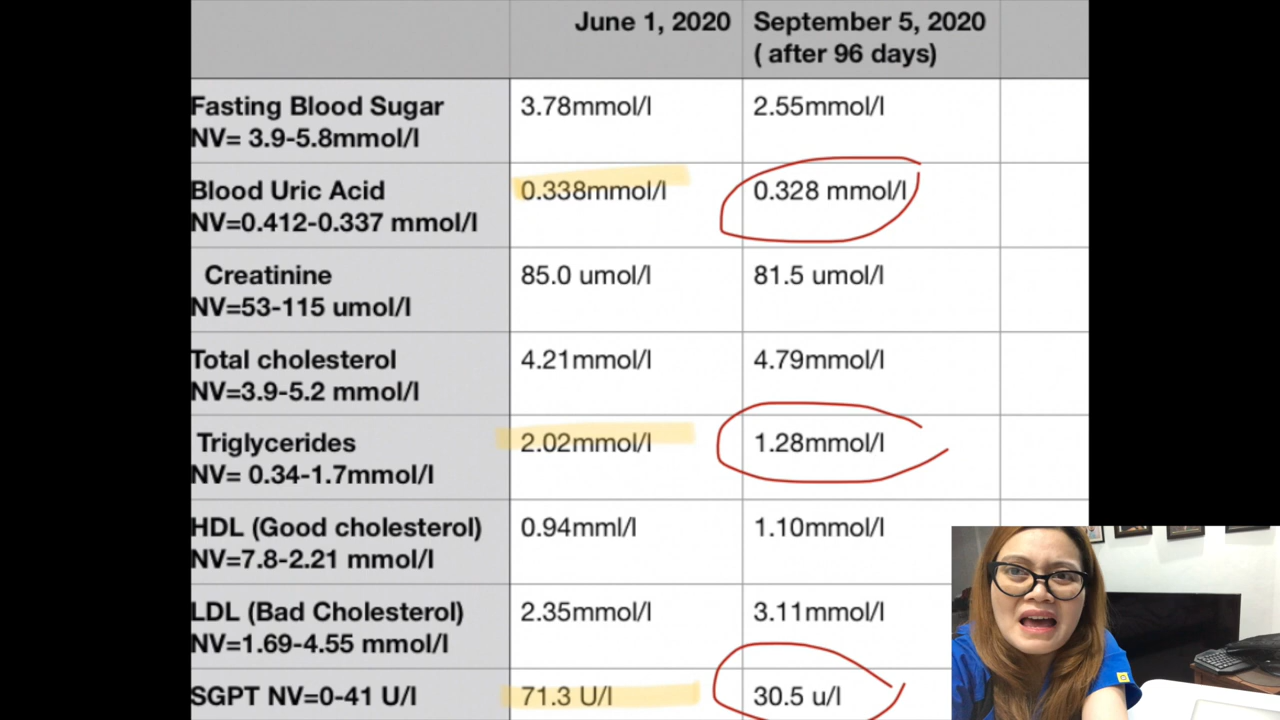 June 1, 2020
September 5, 2020
( after 96 days)
Fasting Blood Sugar
NV= 3.9-5.8mmol/l
3.78mmol/l
2.55mmol/l
Blood Uric Acid
NV=0.412-0.337 mmol/l
0.338mmol/l
0.328 mmol/l
Creatinine
NV=53-115 umol/l
85.0 umol/l
81.5 umol/l
Total cholesterol
NV=3.9-5.2 mmol/l
4.21mmol/l
4.79mmol/l
Triglycerides
NV= 0.34-1.7mmol/l
2.02mmol/l
1.28mmol/l
HDL (Good cholesterol)
NV=7.8-2.21 mmol/l
0.94mml/l
1.10mmol/l
LDL (Bad Cholesterol)
NV=1.69-4.55 mmol/l
2.35mmol/l
3.11mmol/l
SGPT NV=0-41 U/l
71.3 U/l
30.5 u/l